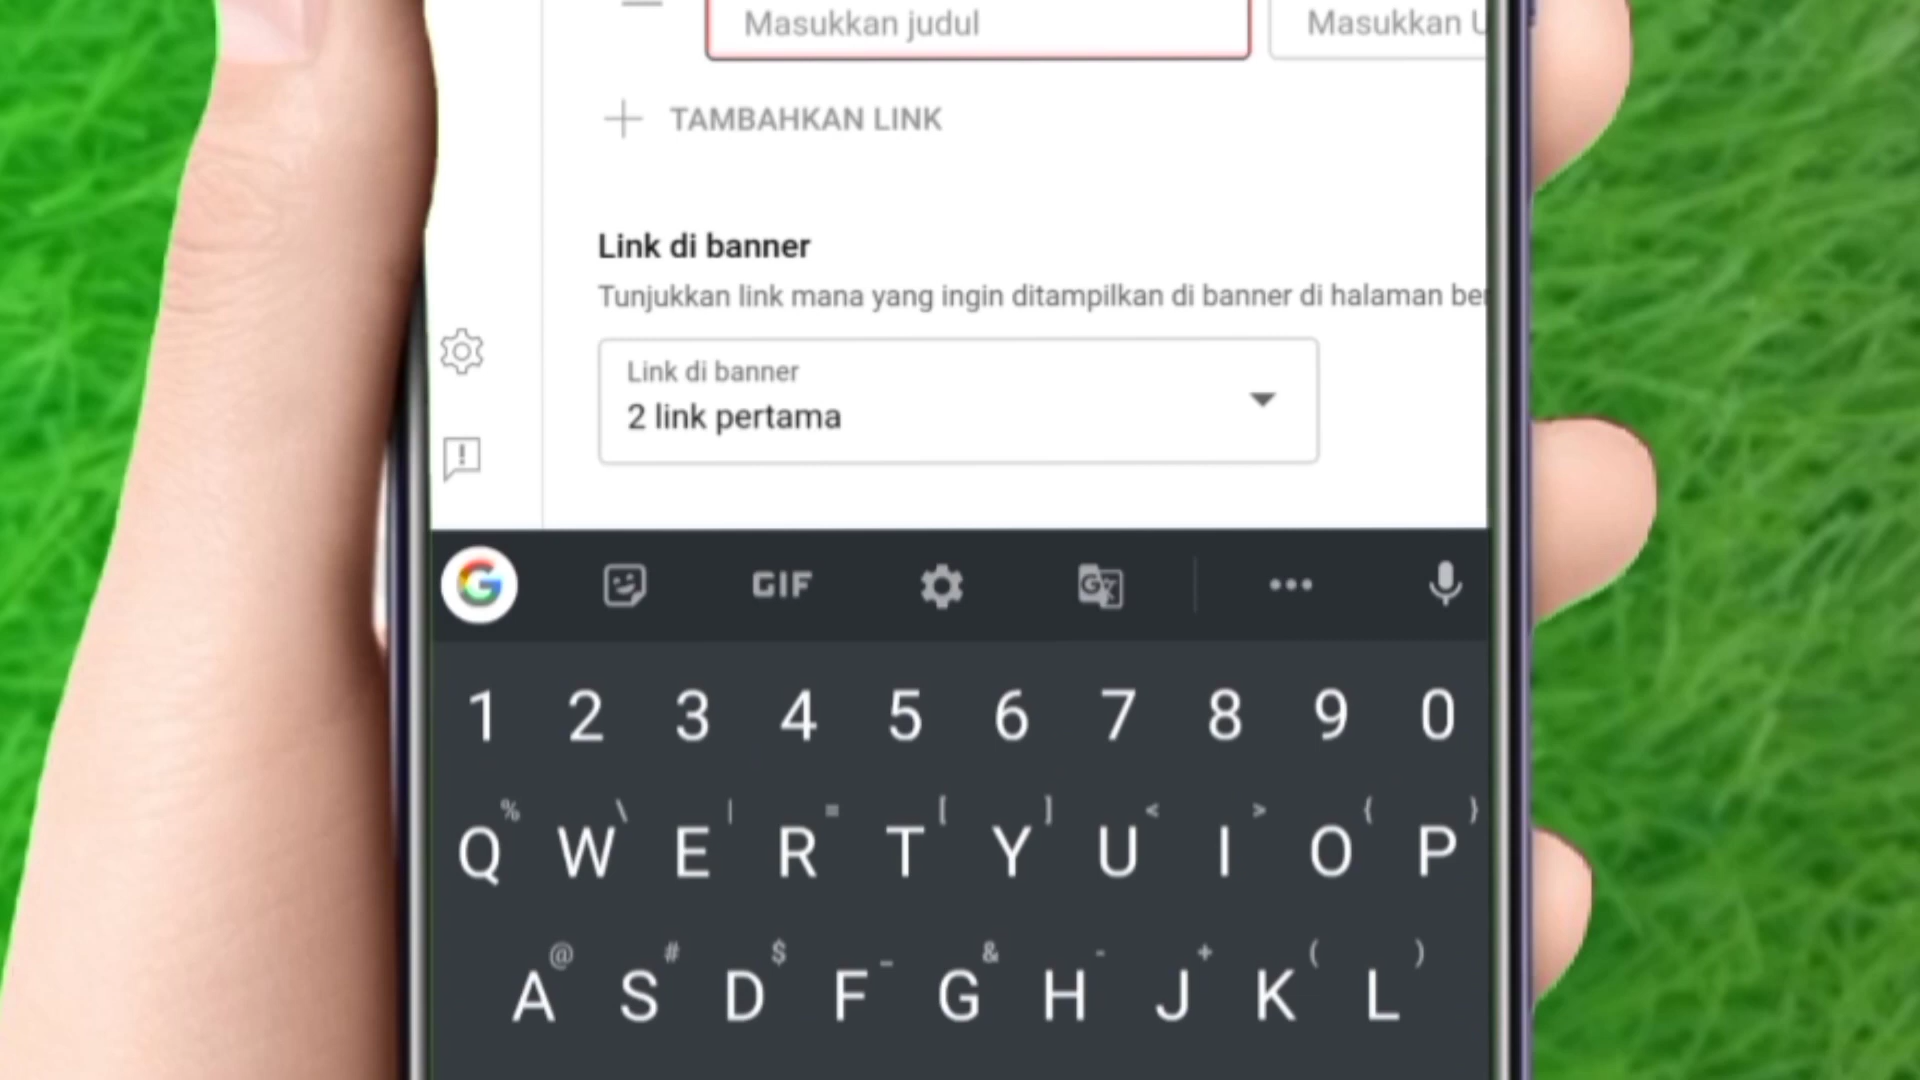 Masukkan judul
Masukkan U
TAMBAHKAN LINK
Link di banner
Tunjukkan link mana yang ingin ditampilkan di banner di halaman ber
Link di banner
2 link pertama
G GIF G
1 2 3 4 5 6 7 8 9 0
% \ | = [ ] < > { }
Q W E R T Y U I O P
@ # $ _ & - + ( )
A S D F G H J K L